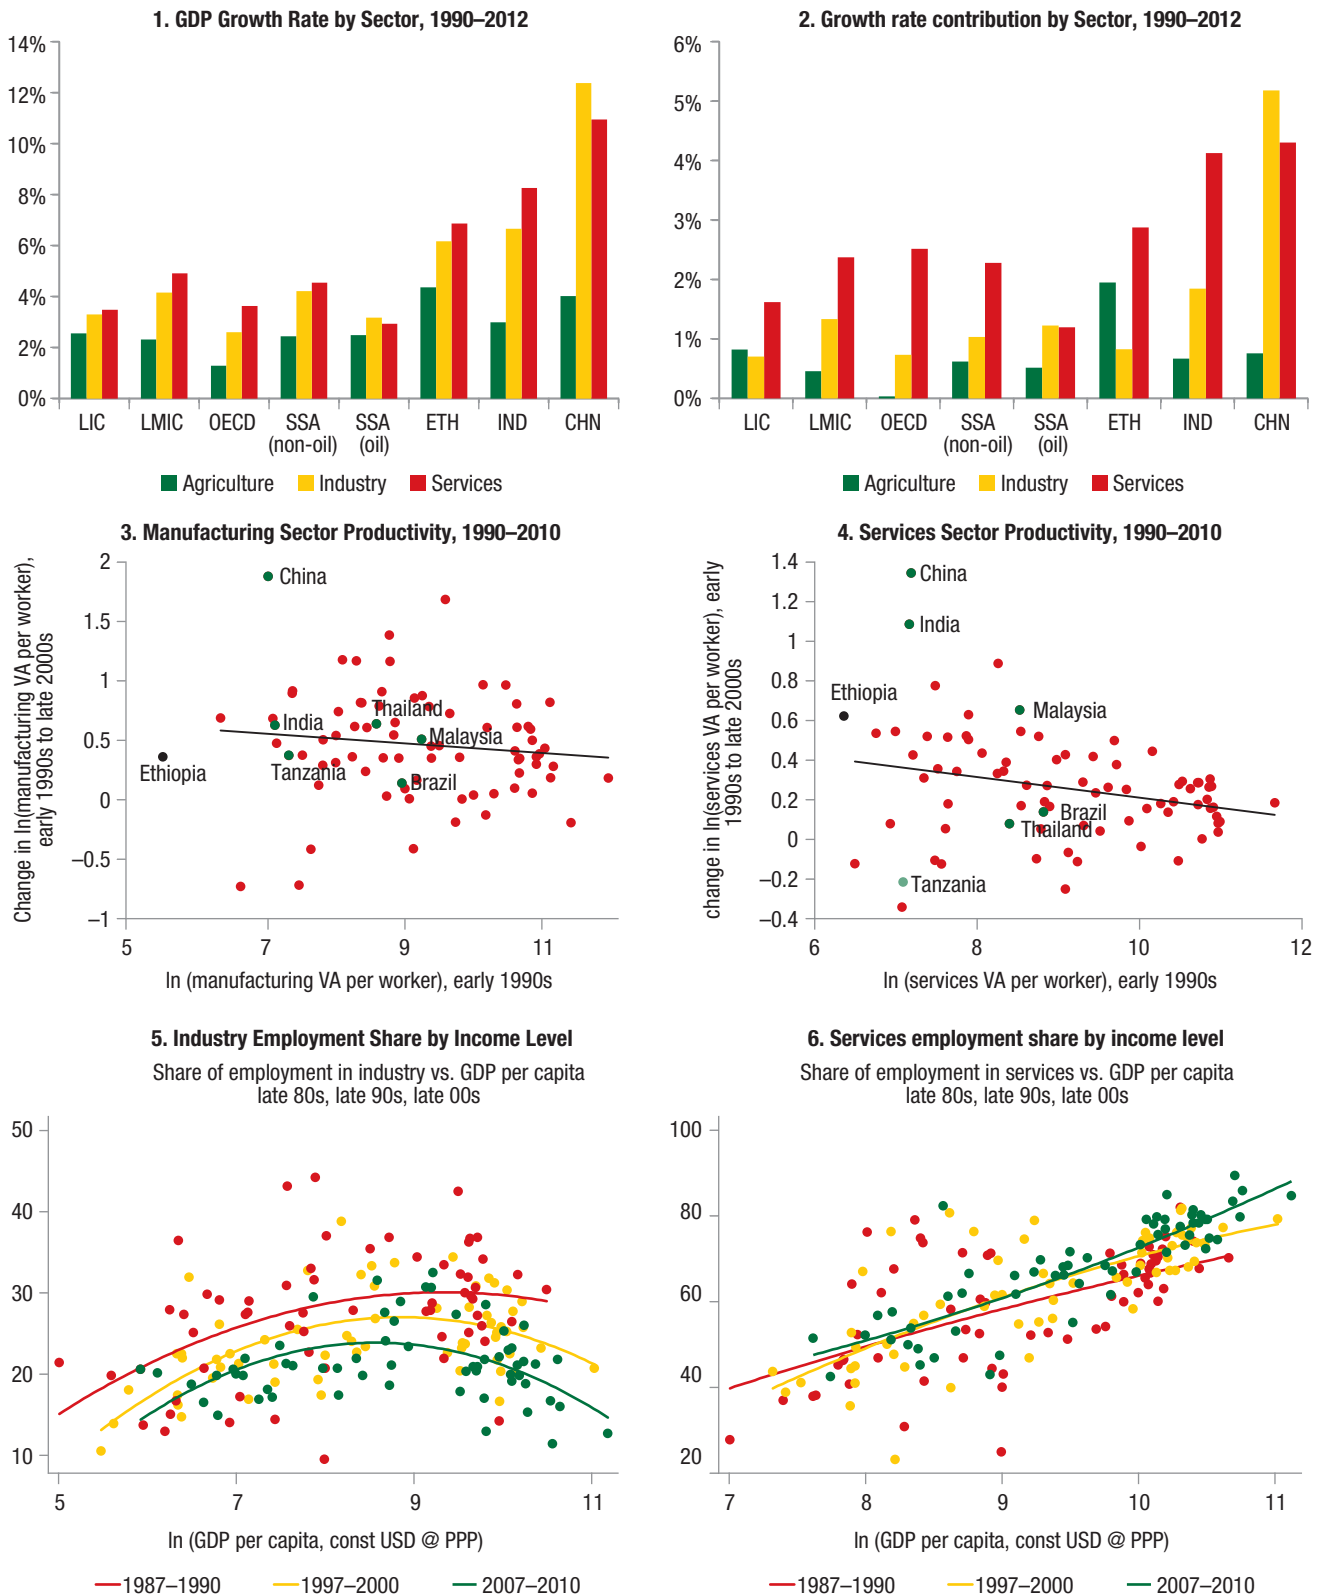 1. GDP Growth Rate by Sector, 1990–2012
14%
12%
10%
8%
6%
4%
2%
0%
LIC
LMIC
OECD
SSA
(non-oil)
SSA
(oil)
ETH
IND
CHN
Agriculture
Industry
Services
2. Growth rate contribution by Sector, 1990–2012
6%
5%
4%
3%
2%
1%
0%
LIC
LMIC
OECD
SSA
(non-oil)
SSA
(oil)
ETH
IND
CHN
Agriculture
Industry
Services
3. Manufacturing Sector Productivity, 1990–2010
Change in ln(manufacturing VA per worker),
early 1990s to late 2000s
2
1.5
1
0.5
0
–0.5
–1
China
Thailand
India
Malaysia
Ethiopia
Tanzania
Brazil
5
7
9
11
ln (manufacturing VA per worker), early 1990s
4. Services Sector Productivity, 1990–2010
change in ln(services VA per worker), early
1990s to late 2000s
1.4
1.2
1
0.8
0.6
0.4
0.2
0
–0.2
–0.4
China
India
Ethiopia
Malaysia
Brazil
Thailand
Tanzania
6
8
10
12
ln (services VA per worker), early 1990s
5. Industry Employment Share by Income Level
Share of employment in industry vs. GDP per capita
late 80s, late 90s, late 00s
50
40
30
20
10
5
7
9
11
ln (GDP per capita, const USD @ PPP)
1987–1990
1997–2000
2007–2010
6. Services employment share by income level
Share of employment in services vs. GDP per capita
late 80s, late 90s, late 00s
100
80
60
40
20
7
8
9
10
11
ln (GDP per capita, const USD @ PPP)
1987–1990
1997–2000
2007–2010